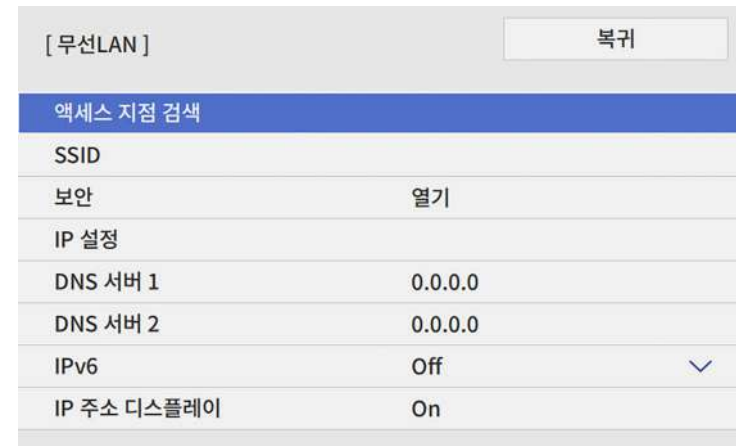 [ 무선LAN ] 복귀
액세스 지점 검색
SSID
보안 열기
IP 설정
DNS 서버 1 0.0.0.0
DNS 서버 2 0.0.0.0
IPv6 Off
IP 주소 디스플레이 On